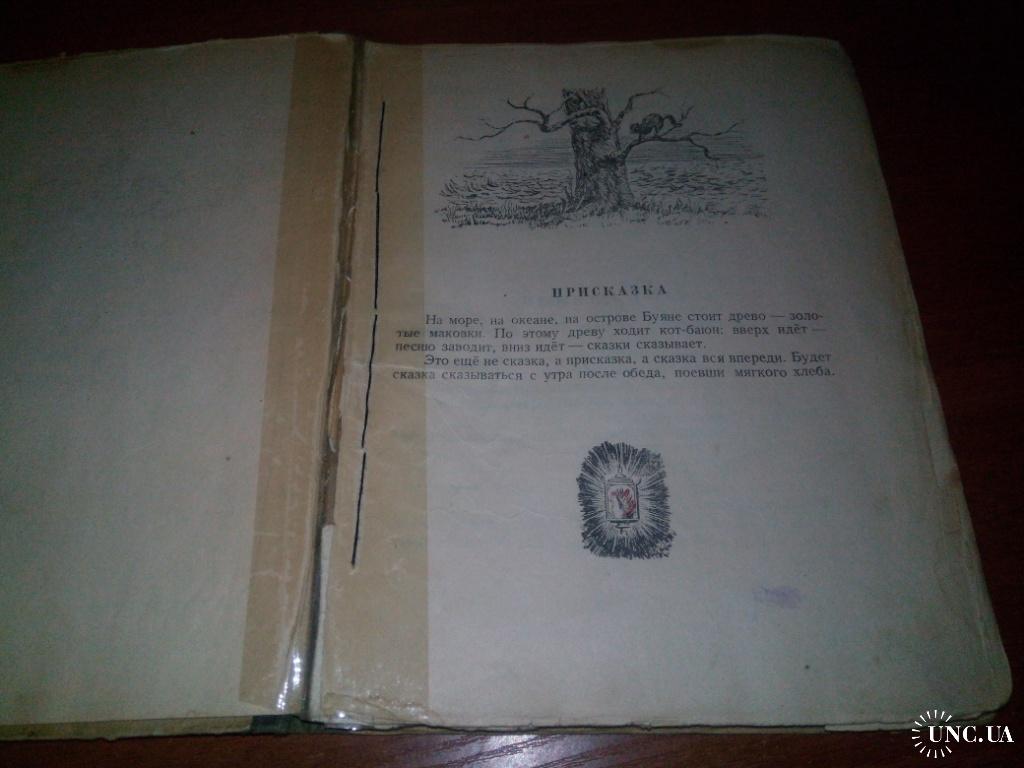 ПРИСКАЗКА
На море, на океане, на острове Буяне стоит древо — золо-
тые маковки. По этому древу ходит кот-баюн: вверх идёт —
песню заводит, вниз идёт — сказки сказывает.
Это ещё не сказка, а присказка, а сказка вся впереди. Будет
сказка сказываться с утра после обеда, поевши мягкого хлеба.
UNC.UA